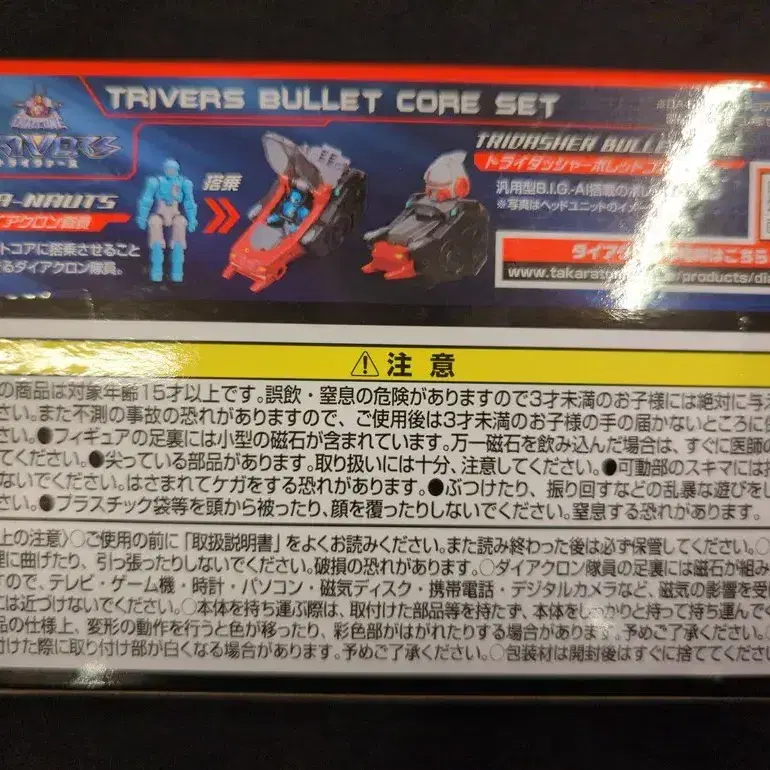 TRIVERS BULLET CORE SET
TRIDASHER BULLE
トライダッシャーボレットコア
汎用型B.I.G.-AI搭載の
※写真はヘッドユニットのイメー
A-NAUTS
イアクロン隊員
搭乗
トコアに搭乗させること
きるダイアクロン隊員。
ダイアク
はこちら
www.takaratom
/products/dia
⚠注 意
の商品は対象年齢15才以上です。誤飲・窒息の危険がありますので3才未満のお子様には絶対に与え
さい。また不測の事故の恐れがありますので、ご使用後は3才未満のお子様の手の届かないところに保
さい。●フィギュアの足裏には小型の磁石が含まれています。万一磁石を飲み込んだ場合は、すぐに医師の
てください。●尖っている部品があります。取り扱いには十分、注意してください。●可動部のスキマには指
ないでください。はさまれてケガをする恐れがあります。●ぶつけたり、振り回すなどの乱暴な遊びをし
さい。●プラスチック袋等を頭から被ったり、顔を覆ったりしないでください。窒息する恐れがあります。
上の注意〉○ご使用の前に「取扱説明書」をよくお読みください。また読み終わった後は必ず保管してください。○
理に曲げたり、引っ張ったりしないでください。破損の恐れがあります。○ダイアクロン隊員の足裏には磁石が組み
すので、テレビ・ゲーム機・時計・パソコン・磁気ディスク・携帯電話・デジタルカメラなど、磁気の影響を受け
には近づけないでください。○本体を持ち運ぶ際は、取付けた部品等を持たず、本体をしっかりと持って持ち運んでく
品の仕様上、変形の動作を行うと色が移ったり、彩色部がはがれたりする場合があります。予めご了承ください。○
付けた際に取り付け部が白くなる場合があります。予めご了承ください。○包装材は開封後はすぐに捨ててくださ